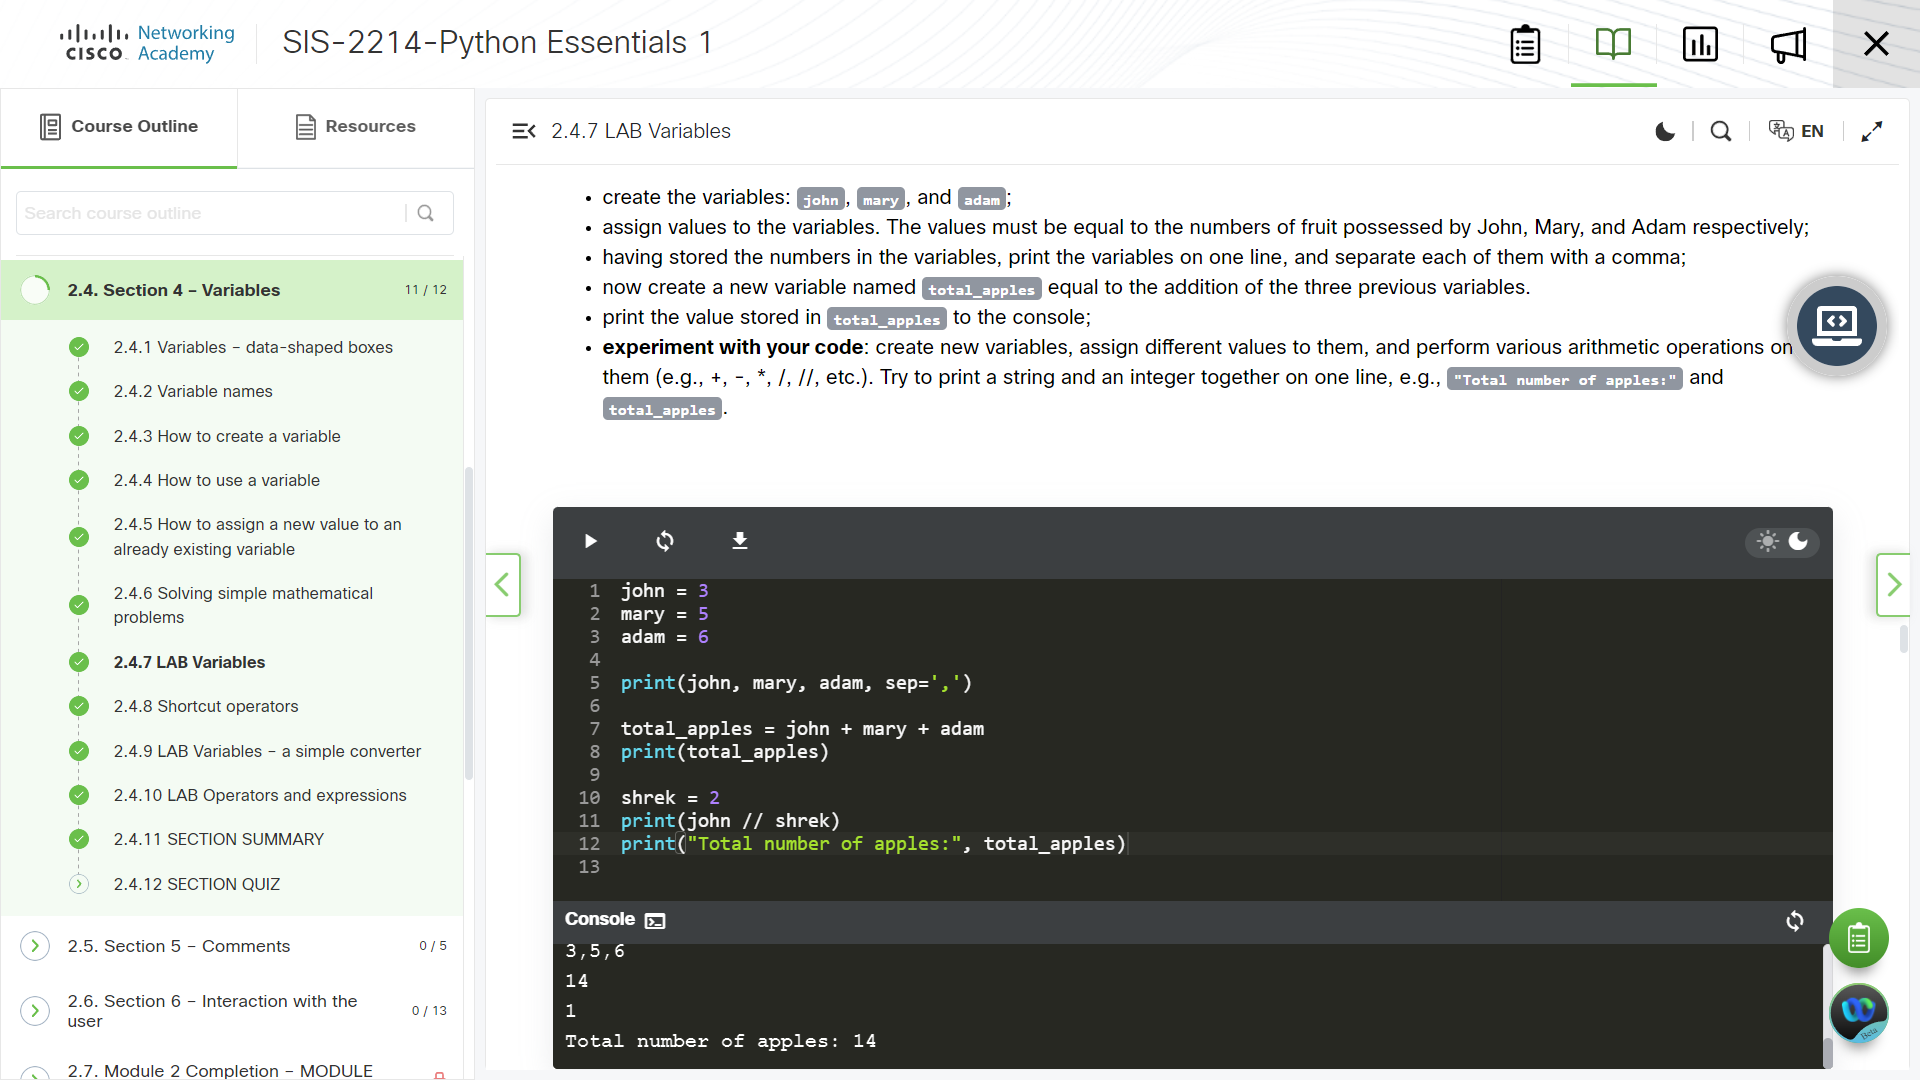 CISCO Networking Academy
SIS-2214-Python Essentials 1
Course Outline
Resources
Search course outline
2.4. Section 4 – Variables 11 / 12
2.4.1 Variables – data-shaped boxes
2.4.2 Variable names
2.4.3 How to create a variable
2.4.4 How to use a variable
2.4.5 How to assign a new value to an
already existing variable
2.4.6 Solving simple mathematical
problems
2.4.7 LAB Variables
2.4.8 Shortcut operators
2.4.9 LAB Variables – a simple converter
2.4.10 LAB Operators and expressions
2.4.11 SECTION SUMMARY
2.4.12 SECTION QUIZ
2.5. Section 5 – Comments 0 / 5
2.6. Section 6 – Interaction with the
user 0 / 13
2.7. Module 2 Completion – MODULE
2.4.7 LAB Variables
EN
• create the variables: john, mary, and adam;
• assign values to the variables. The values must be equal to the numbers of fruit possessed by John, Mary, and Adam respectively;
• having stored the numbers in the variables, print the variables on one line, and separate each of them with a comma;
• now create a new variable named total_apples equal to the addition of the three previous variables.
• print the value stored in total_apples to the console;
• experiment with your code: create new variables, assign different values to them, and perform various arithmetic operations on
them (e.g., +, -, *, /, //, etc.). Try to print a string and an integer together on one line, e.g., "Total number of apples:" and
total_apples.
1 john = 3
2 mary = 5
3 adam = 6
4
5 print(john, mary, adam, sep=',')
6
7 total_apples = john + mary + adam
8 print(total_apples)
9
10 shrek = 2
11 print(john // shrek)
12 print("Total number of apples:", total_apples)
13
Console
3,5,6
14
1
Total number of apples: 14
Beta